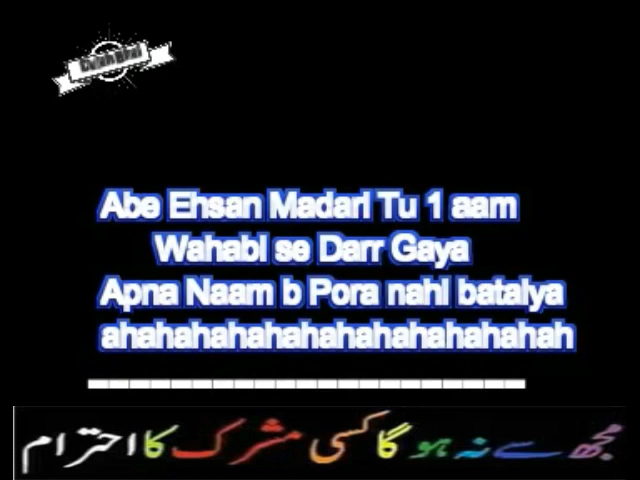 Abe Ehsan Madari Tu 1 aam
Wahabi se Darr Gaya
Apna Naam b Pora nahi bataiya
ahahahahahahahahahahahahahah
مجھ سے نہ ہو گا کسی مشرک کا احترام